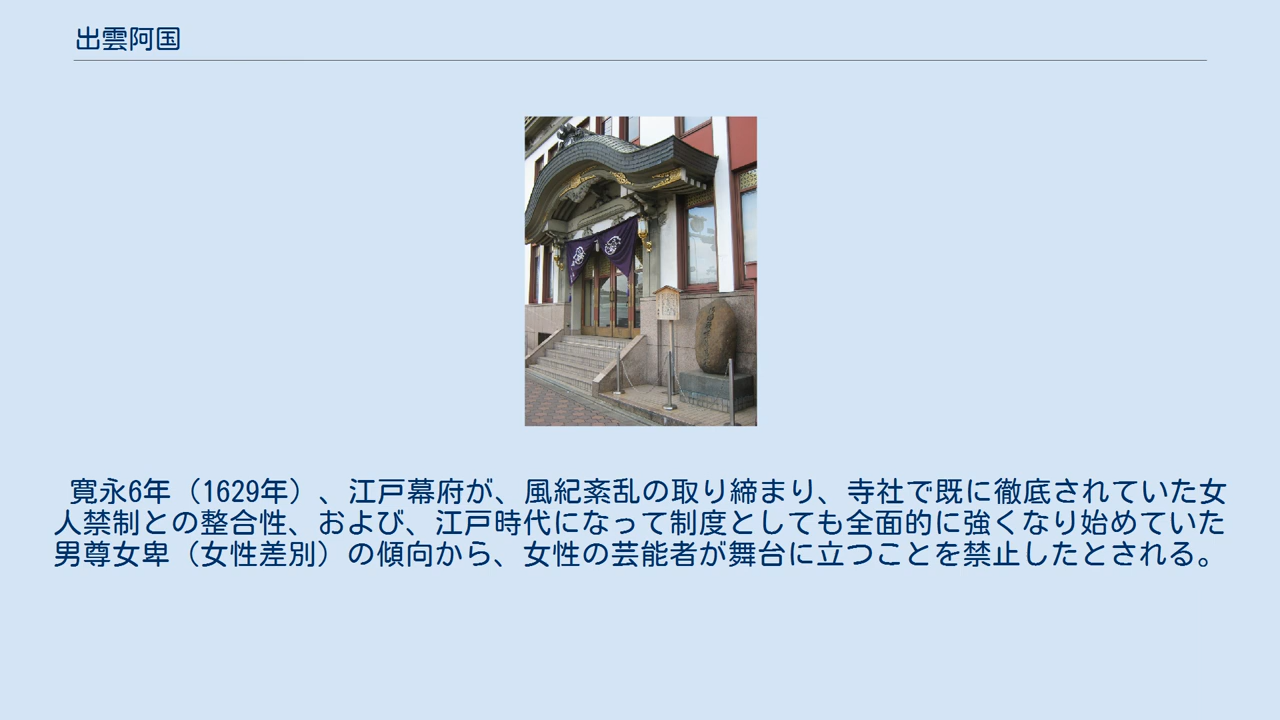 出雲阿国
寛永6年（1629年）、江戸幕府が、風紀紊乱の取り締まり、寺社で既に徹底されていた女
人禁制との整合性、および、江戸時代になって制度としても全面的に強くなり始めていた
男尊女卑（女性差別）の傾向から、女性の芸能者が舞台に立つことを禁止したとされる。